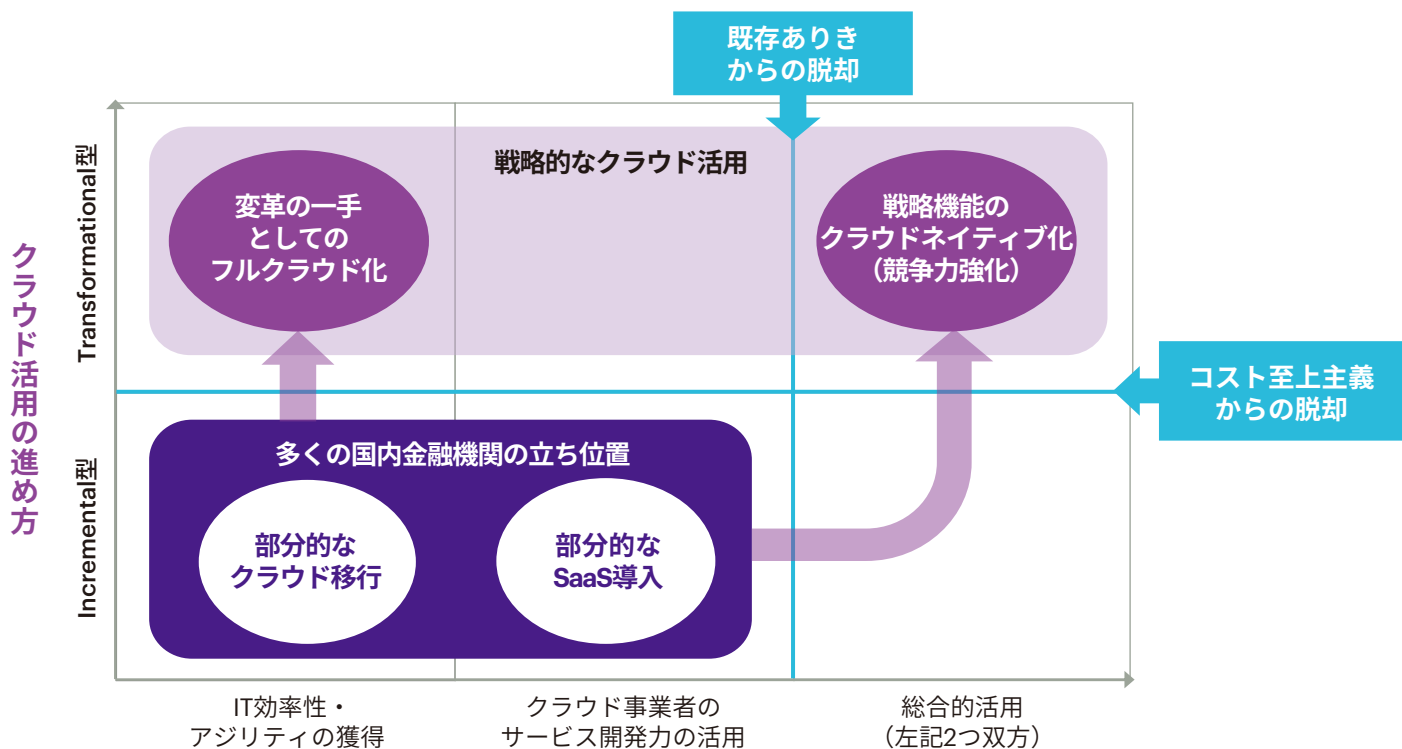 既存ありき
からの脱却
クラウド活用の進め方
Transformational型
戦略的なクラウド活用
変革の一手
としての
フルクラウド化
戦略機能の
クラウドネイティブ化
（競争力強化）
コスト至上主義
からの脱却
Incremental型
多くの国内金融機関の立ち位置
部分的な
クラウド移行
部分的な
SaaS導入
IT効率性・
アジリティの獲得
クラウド事業者の
サービス開発力の活用
総合的活用
（左記2つ双方）